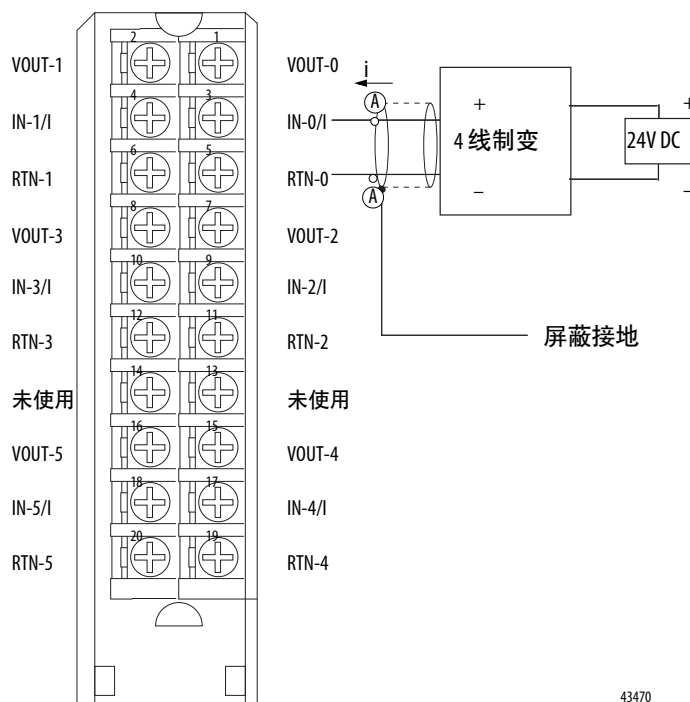 2 1
VOUT-1 VOUT-0 i
A
4 3
IN-1/I IN-0/I + 4 线制变 24V DC +
6 5
RTN-1 RTN-0 – –
A
8 7
VOUT-3 VOUT-2
10 9
IN-3/I IN-2/I
12 11
RTN-3 RTN-2 屏蔽接地
14 13
未使用 未使用
16 15
VOUT-5 VOUT-4
18 17
IN-5/I IN-4/I
20 19
RTN-5 RTN-4
43470